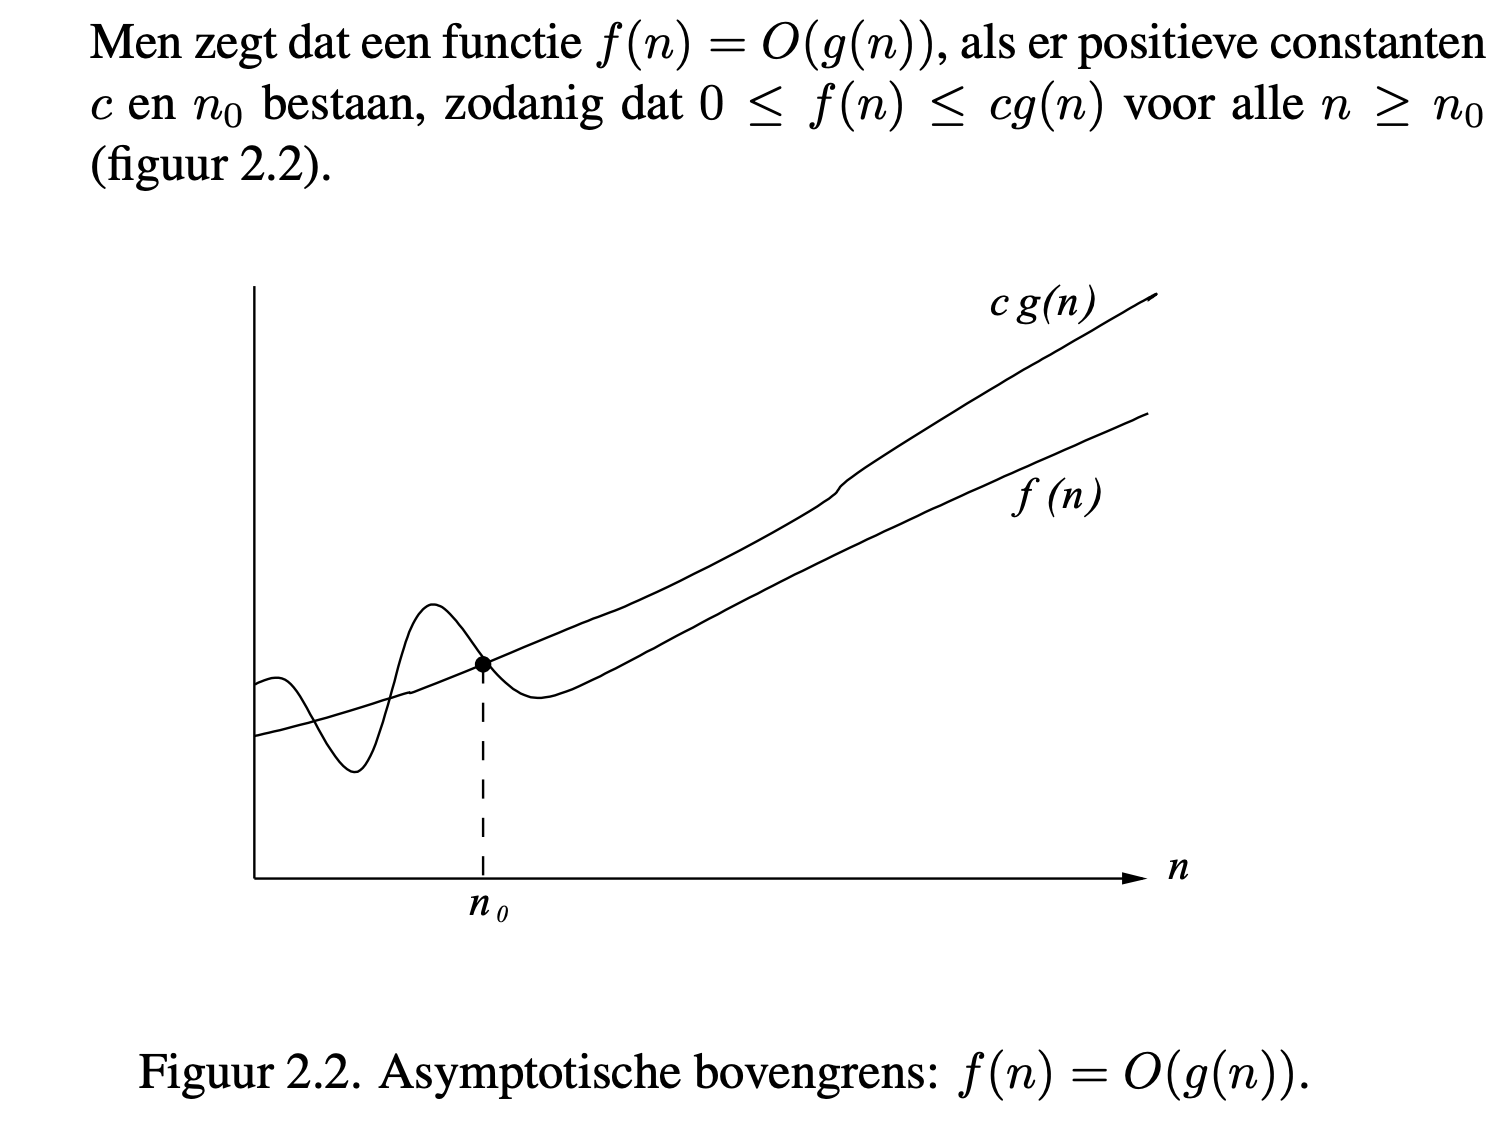 Men zegt dat een functie f(n) = O(g(n)), als er positieve constanten
c en n₀ bestaan, zodanig dat 0 ≤ f(n) ≤ cg(n) voor alle n ≥ n₀
(figuur 2.2).
c g(n)
f (n)
n
n₀
Figuur 2.2. Asymptotische bovengrens: f(n) = O(g(n)).